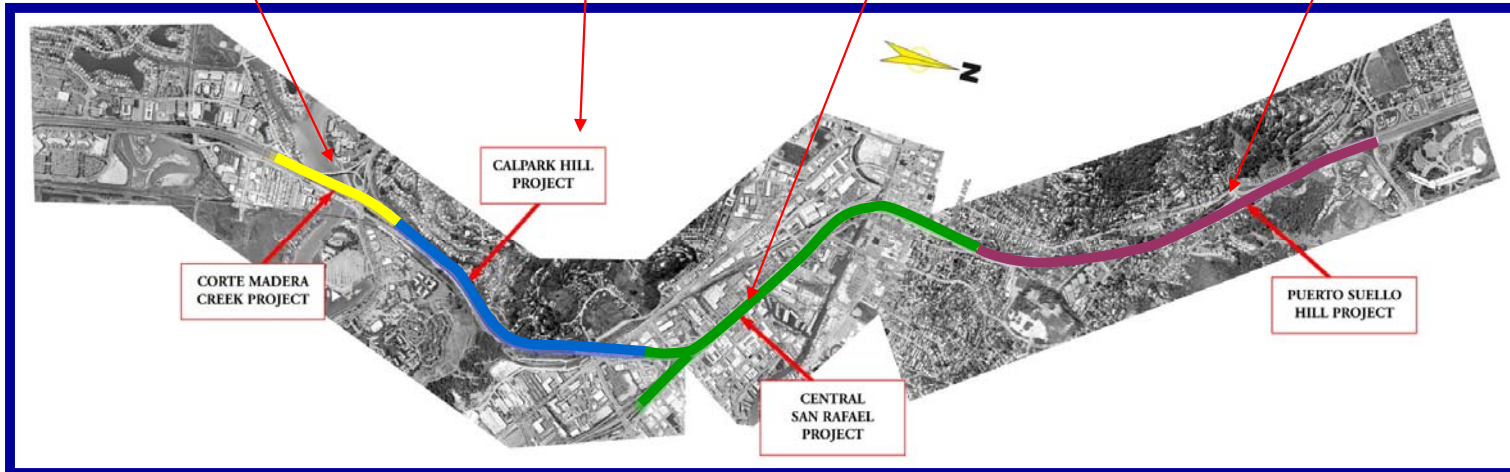 N
CALPARK HILL
PROJECT
CORTE MADERA
CREEK PROJECT
PUERTO SUELLO
HILL PROJECT
CENTRAL
SAN RAFAEL
PROJECT